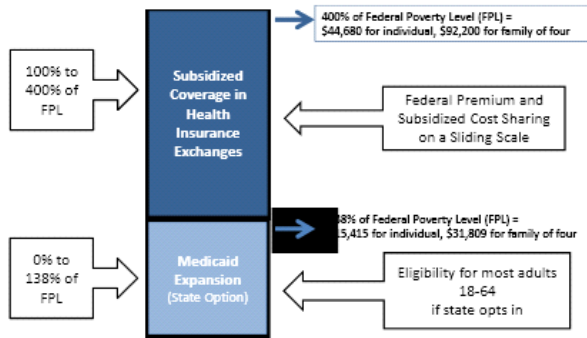 400% of Federal Poverty Level (FPL) =
$44,680 for individual, $92,200 for family of four
100% to
400% of
FPL
Subsidized
Coverage in
Health
Insurance
Exchanges
Federal Premium and
Subsidized Cost Sharing
on a Sliding Scale
38% of Federal Poverty Level (FPL) =
15,415 for individual, $31,809 for family of four
0% to
138% of
FPL
Medicaid
Expansion
(State Option)
Eligibility for most adults
18-64
if state opts in